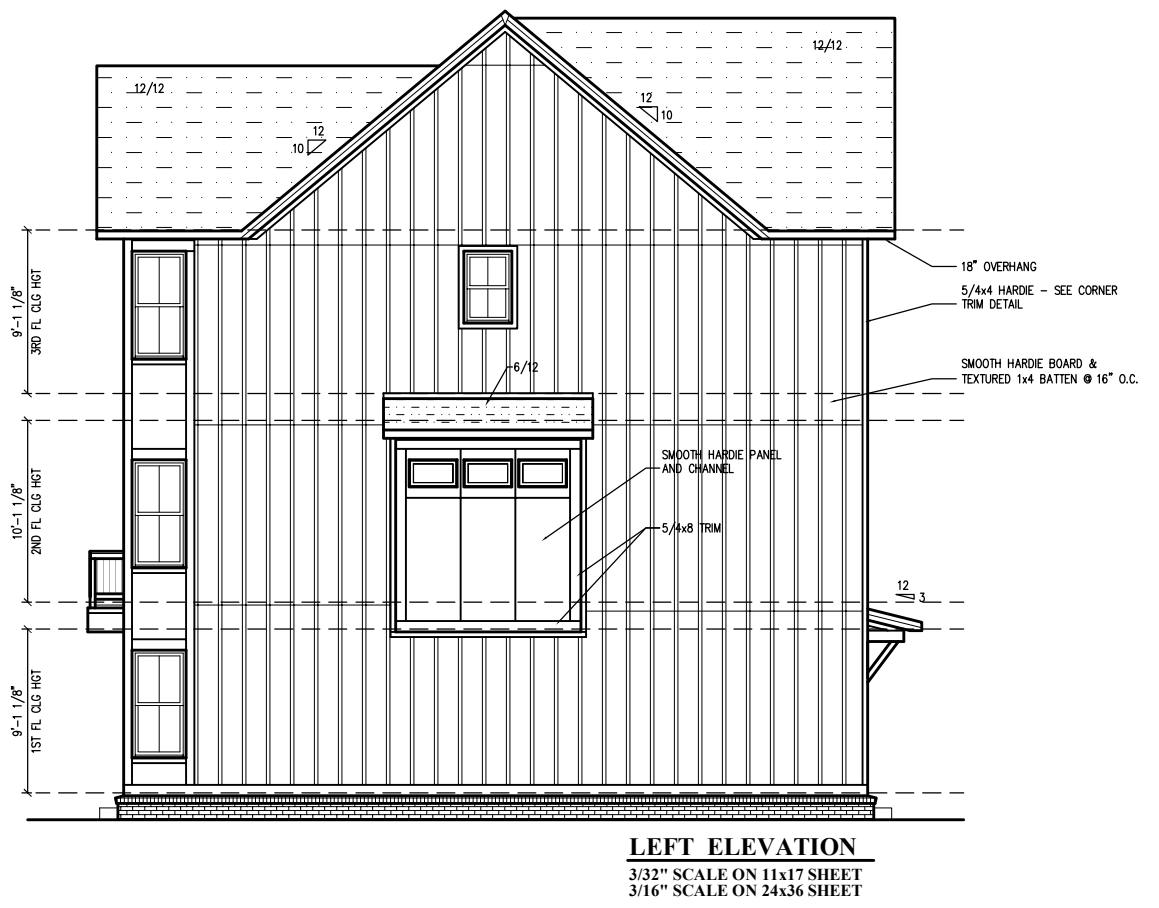 12/12
12/12
12
10
12
10
18" OVERHANG
5/4x4 HARDIE - SEE CORNER
TRIM DETAIL
9'-1 1/8"
3RD FL CLG HGT
SMOOTH HARDIE BOARD &
TEXTURED 1x4 BATTEN @ 16" O.C.
6/12
SMOOTH HARDIE PANEL
AND CHANNEL
10'-1 1/8"
2ND FL CLG HGT
5/4x8 TRIM
12
3
9'-1 1/8"
1ST FL CLG HGT
LEFT ELEVATION
3/32" SCALE ON 11x17 SHEET
3/16" SCALE ON 24x36 SHEET